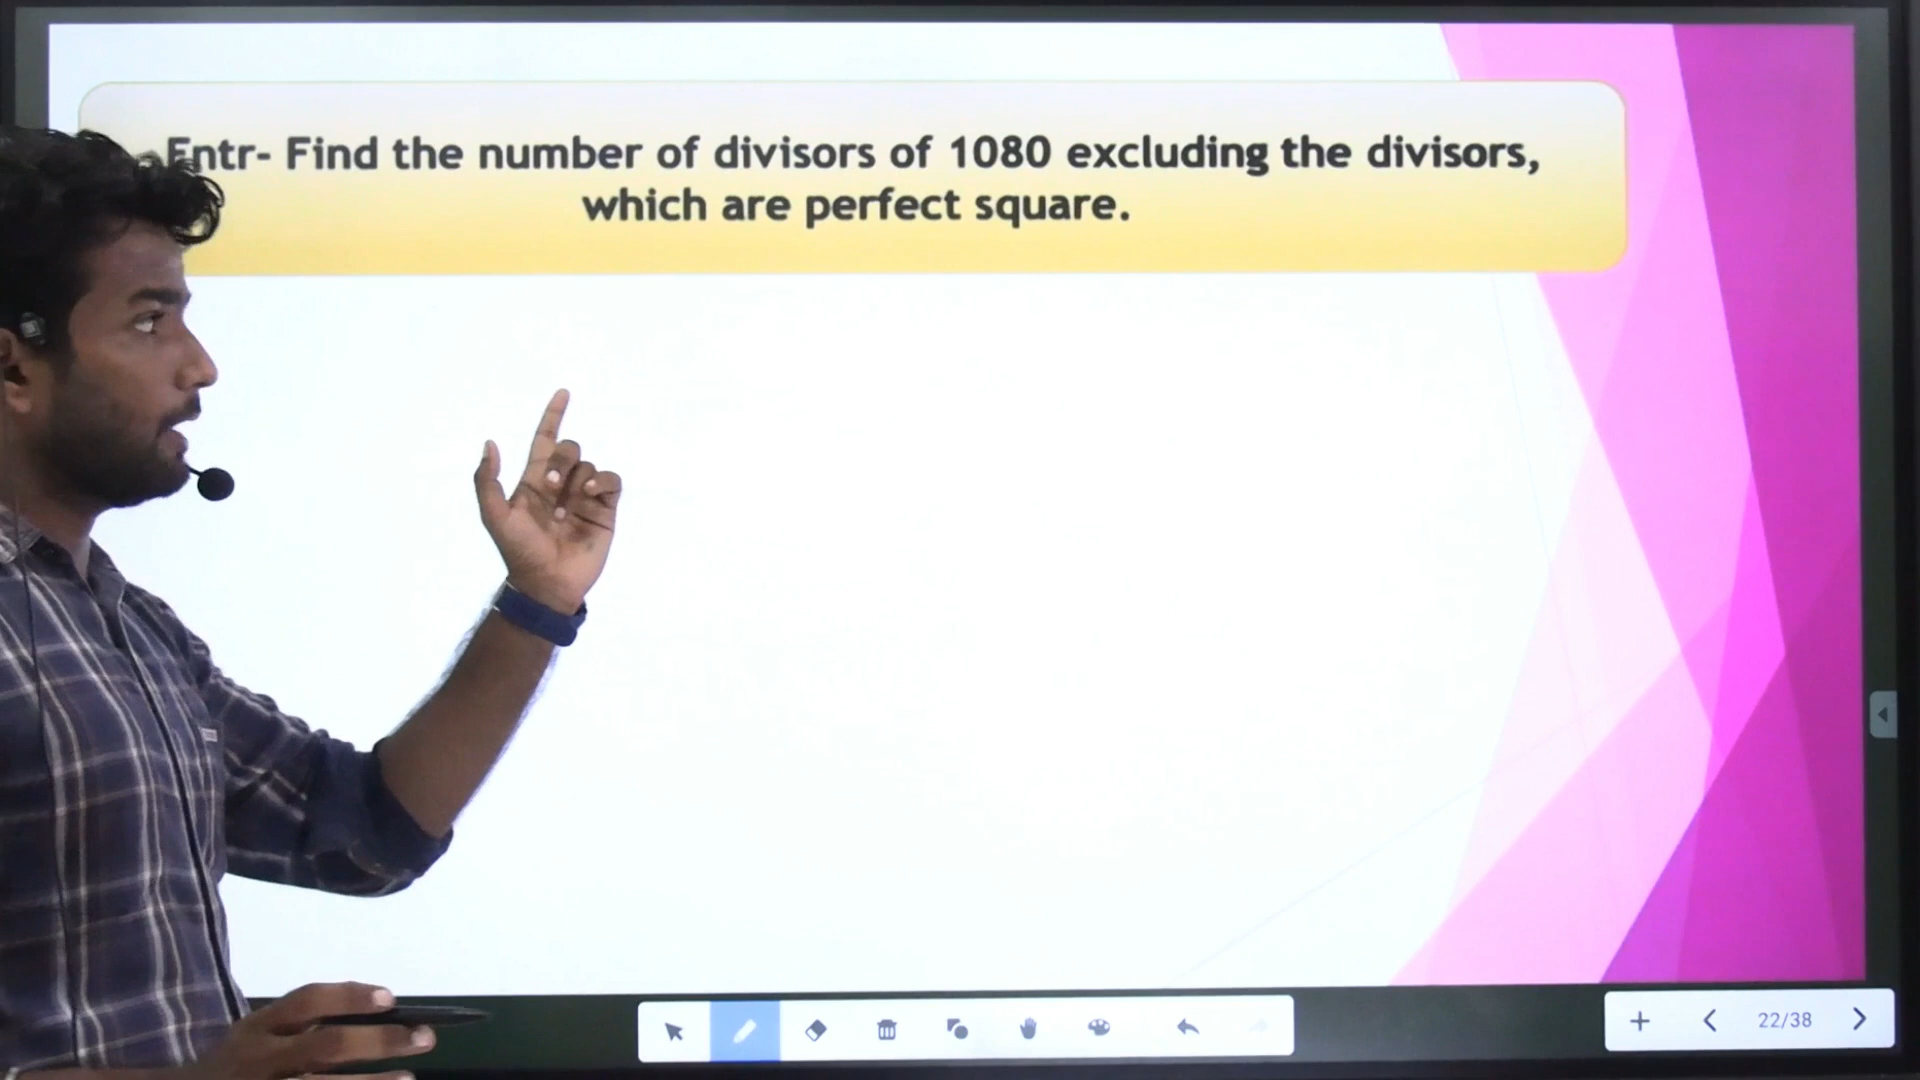 Entr- Find the number of divisors of 1080 excluding the divisors,
which are perfect square.
22/38